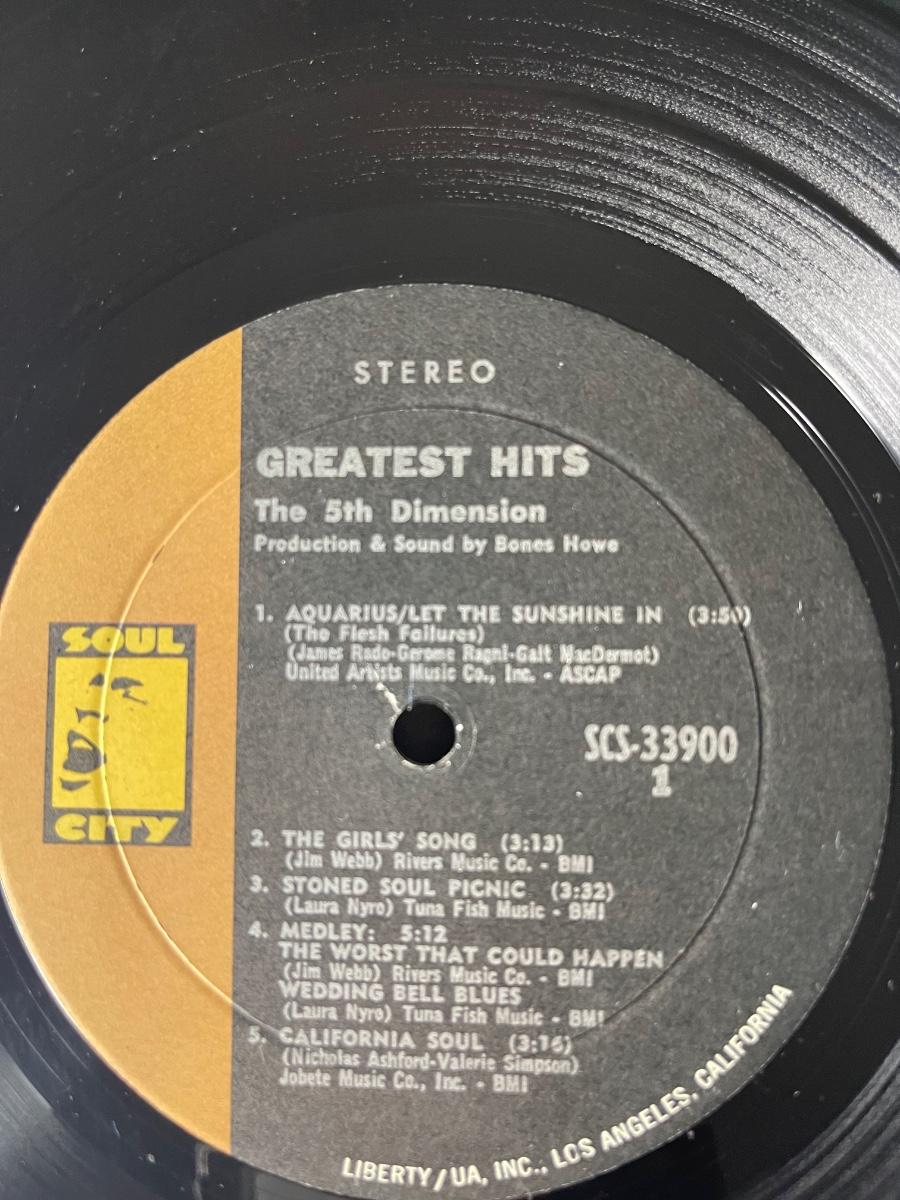 STEREO
GREATEST HITS
The 5th Dimension
Production & Sound by Bones Howe
1. AQUARIUS/LET THE SUNSHINE IN (3:50)
(The Flesh Failures)
(James Rado-Gerome Ragni-Galt MacDermot)
United Artists Music Co., Inc. - ASCAP
SOUL
CITY
SCS-33900
1
2. THE GIRLS' SONG (3:13)
(Jim Webb) Rivers Music Co. - BMI
3. STONED SOUL PICNIC (3:32)
(Laura Nyro) Tuna Fish Music - BMI
4. MEDLEY: 5:12
THE WORST THAT COULD HAPPEN
(Jim Webb) Rivers Music Co. - BMI
WEDDING BELL BLUES
(Laura Nyro) Tuna Fish Music - BMI
5. CALIFORNIA SOUL (3:16)
(Nicholas Ashford-Valerie Simpson)
Jobete Music Co., Inc. - BMI
LIBERTY/UA, INC., LOS ANGELES, CALIFORNIA